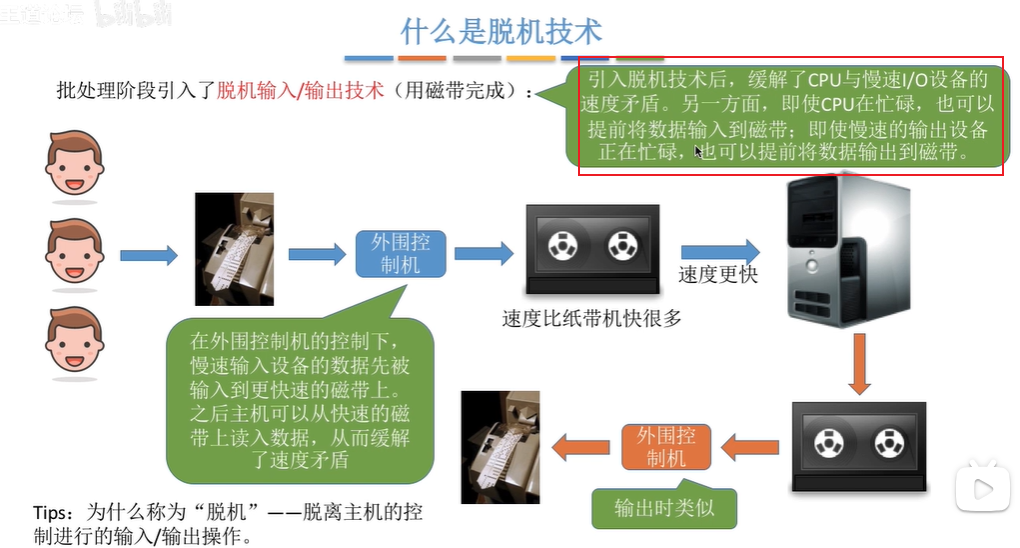 bilibili
什么是脱机技术
批处理阶段引入了脱机输入/输出技术（用磁带完成）：
引入脱机技术后，缓解了CPU与慢速I/O设备的
速度矛盾。另一方面，即使CPU在忙碌，也可以
提前将数据输入到磁带；即使慢速的输出设备
正在忙碌，也可以提前将数据输出到磁带。
外围控
制机
速度更快
速度比纸带机快很多
在外围控制机的控制下，
慢速输入设备的数据先被
输入到更快速的磁带上。
之后主机可以从快速的磁
带上读入数据，从而缓解
了速度矛盾
外围控
制机
输出时类似
Tips：为什么称为“脱机”——脱离主机的控
制进行的输入/输出操作。